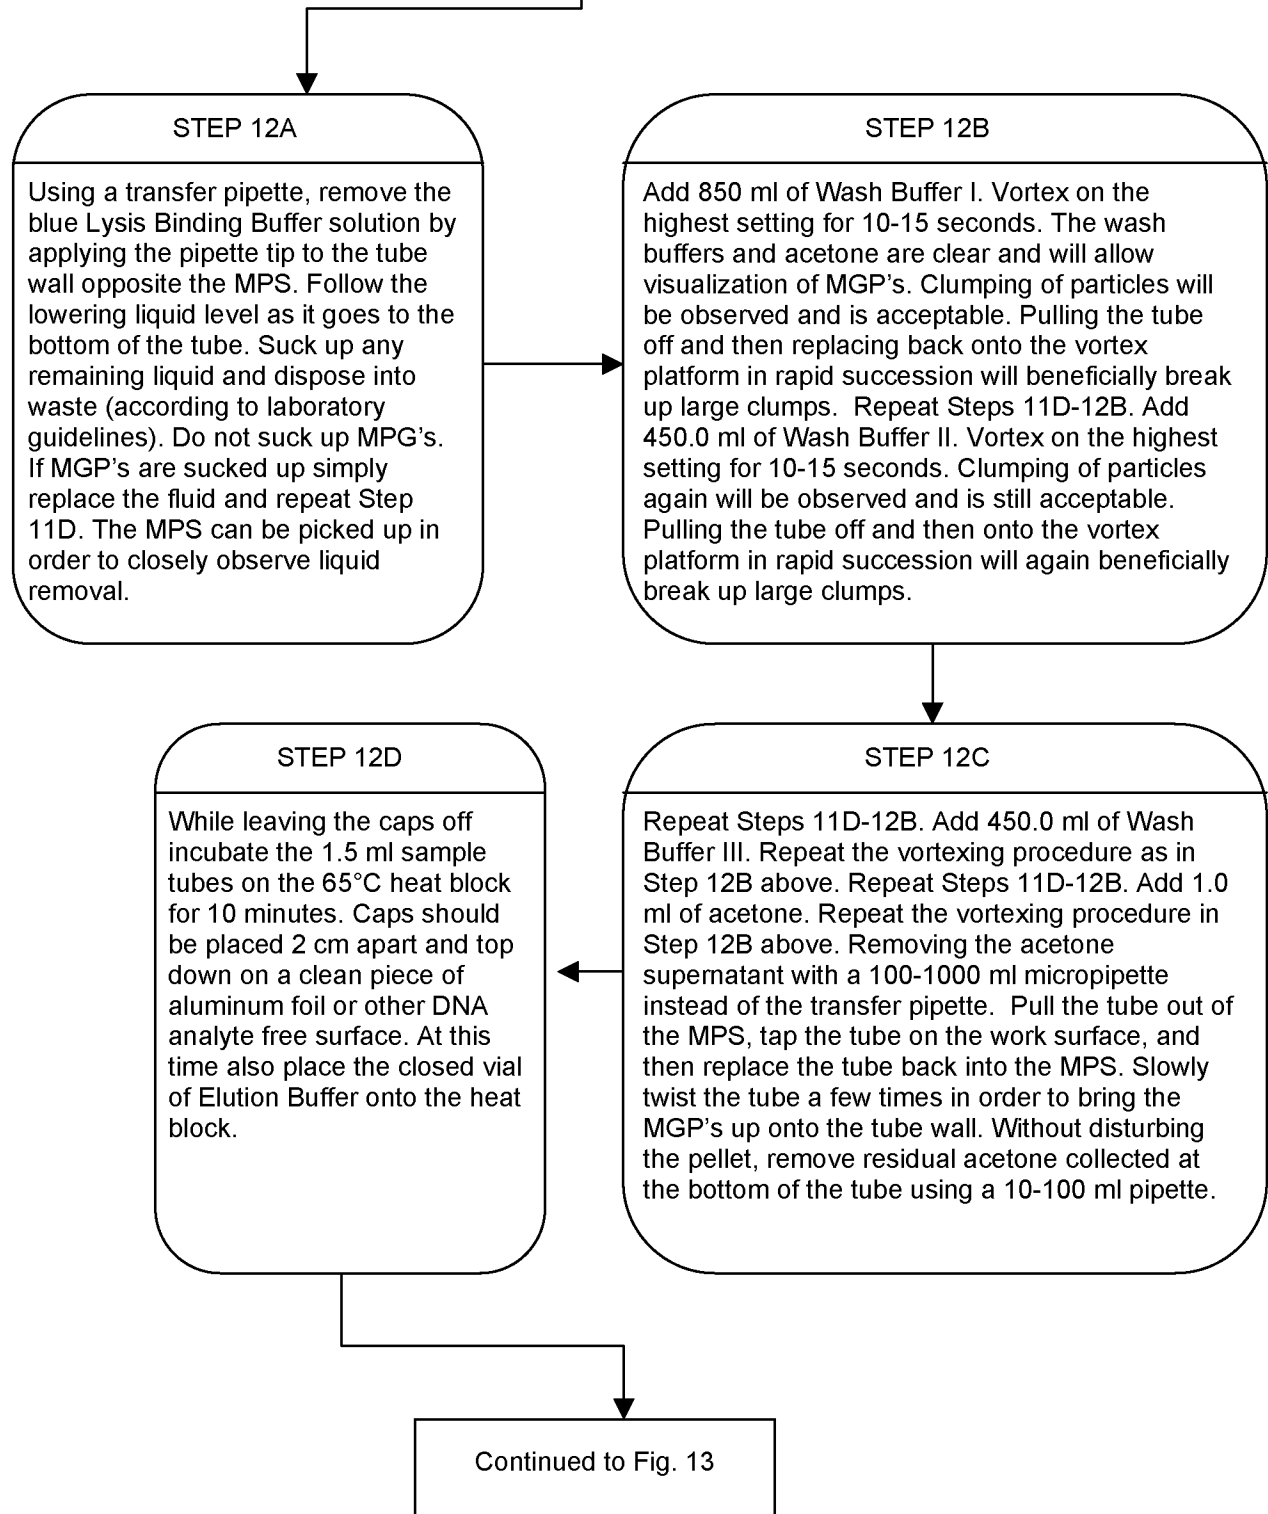 STEP 12A
Using a transfer pipette, remove the
blue Lysis Binding Buffer solution by
applying the pipette tip to the tube
wall opposite the MPS. Follow the
lowering liquid level as it goes to the
bottom of the tube. Suck up any
remaining liquid and dispose into
waste (according to laboratory
guidelines). Do not suck up MPG's.
If MGP's are sucked up simply
replace the fluid and repeat Step
11D. The MPS can be picked up in
order to closely observe liquid
removal.
STEP 12B
Add 850 ml of Wash Buffer I. Vortex on the
highest setting for 10-15 seconds. The wash
buffers and acetone are clear and will allow
visualization of MGP's. Clumping of particles will
be observed and is acceptable. Pulling the tube
off and then replacing back onto the vortex
platform in rapid succession will beneficially break
up large clumps.  Repeat Steps 11D-12B. Add
450.0 ml of Wash Buffer II. Vortex on the highest
setting for 10-15 seconds. Clumping of particles
again will be observed and is still acceptable.
Pulling the tube off and then onto the vortex
platform in rapid succession will again beneficially
break up large clumps.
STEP 12C
Repeat Steps 11D-12B. Add 450.0 ml of Wash
Buffer III. Repeat the vortexing procedure as in
Step 12B above. Repeat Steps 11D-12B. Add 1.0
ml of acetone. Repeat the vortexing procedure in
Step 12B above. Removing the acetone
supernatant with a 100-1000 ml micropipette
instead of the transfer pipette.  Pull the tube out of
the MPS, tap the tube on the work surface, and
then replace the tube back into the MPS. Slowly
twist the tube a few times in order to bring the
MGP's up onto the tube wall. Without disturbing
the pellet, remove residual acetone collected at
the bottom of the tube using a 10-100 ml pipette.
STEP 12D
While leaving the caps off
incubate the 1.5 ml sample
tubes on the 65°C heat block
for 10 minutes. Caps should
be placed 2 cm apart and top
down on a clean piece of
aluminum foil or other DNA
analyte free surface. At this
time also place the closed vial
of Elution Buffer onto the heat
block.
Continued to Fig. 13